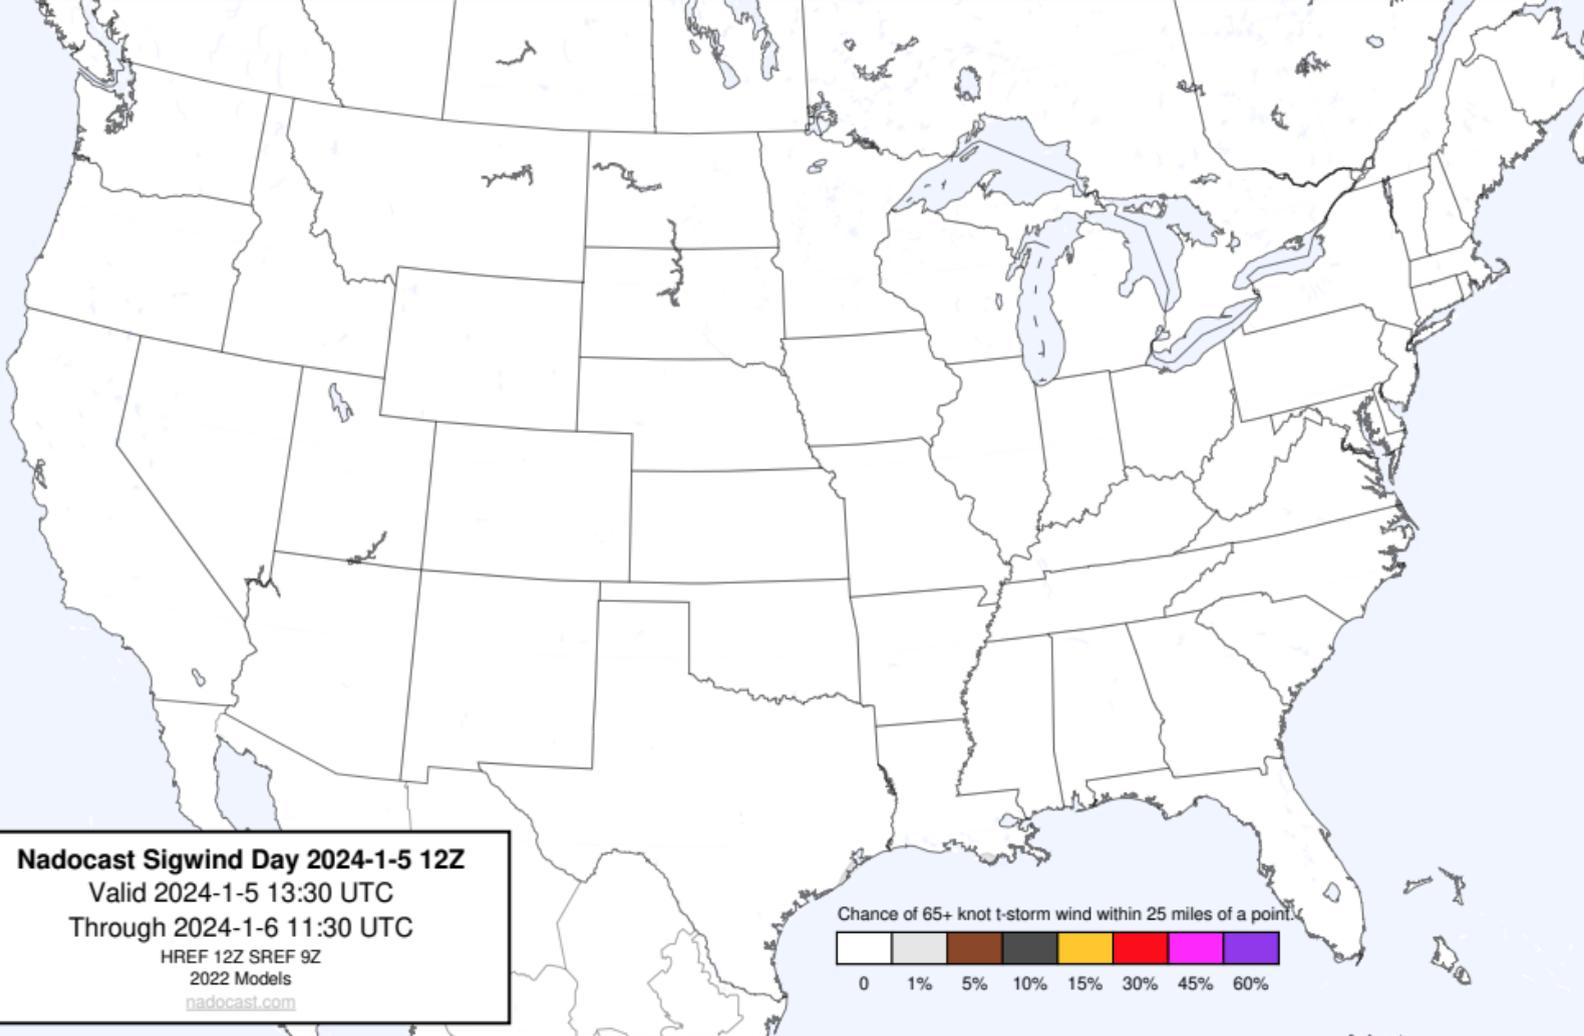 Nadocast Sigwind Day 2024-1-5 12Z
Valid 2024-1-5 13:30 UTC
Through 2024-1-6 11:30 UTC
HREF 12Z SREF 9Z
2022 Models
nadocast.com
Chance of 65+ knot t-storm wind within 25 miles of a point.
0 1% 5% 10% 15% 30% 45% 60%